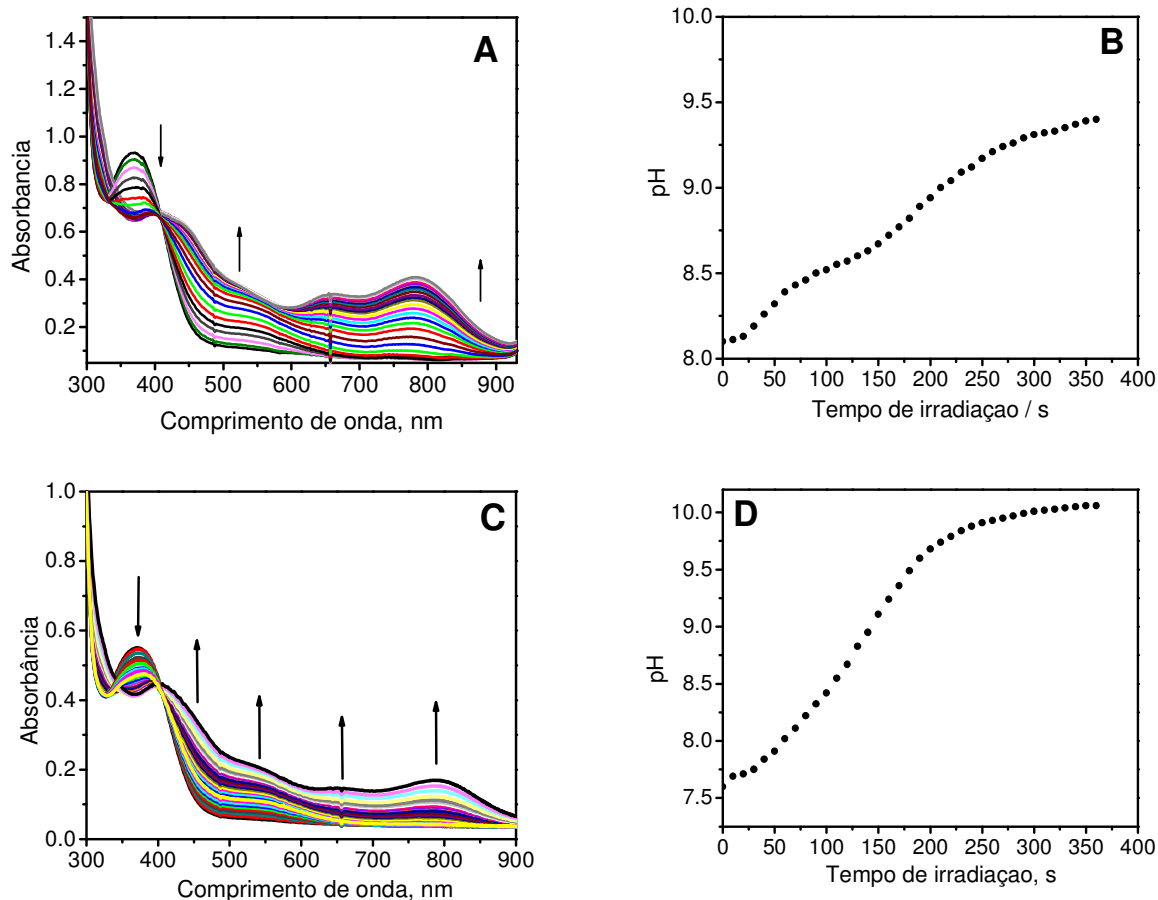 A
Absorbancia
1.4
1.2
1.0
0.8
0.6
0.4
0.2
300 400 500 600 700 800 900
Comprimento de onda, nm
B
pH
10.0
9.5
9.0
8.5
8.0
0 50 100 150 200 250 300 350 400
Tempo de irradiaçao / s
C
Absorbância
1.0
0.8
0.6
0.4
0.2
0.0
300 400 500 600 700 800 900
Comprimento de onda, nm
D
pH
10.0
9.5
9.0
8.5
8.0
7.5
0 50 100 150 200 250 300 350 400
Tempo de irradiaçao, s